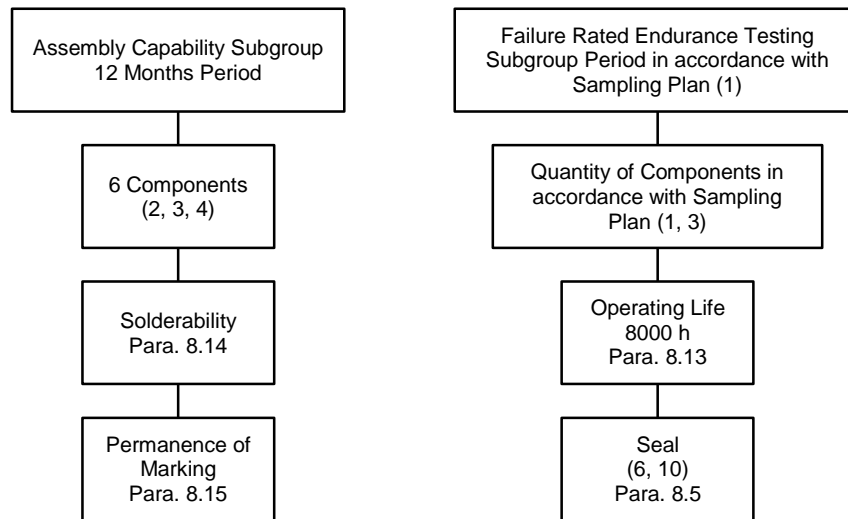 Assembly Capability Subgroup
12 Months Period
6 Components
(2, 3, 4)
Solderability
Para. 8.14
Permanence of
Marking
Para. 8.15
Failure Rated Endurance Testing
Subgroup Period in accordance with
Sampling Plan (1)
Quantity of Components in
accordance with Sampling
Plan (1, 3)
Operating Life
8000 h
Para. 8.13
Seal
(6, 10)
Para. 8.5